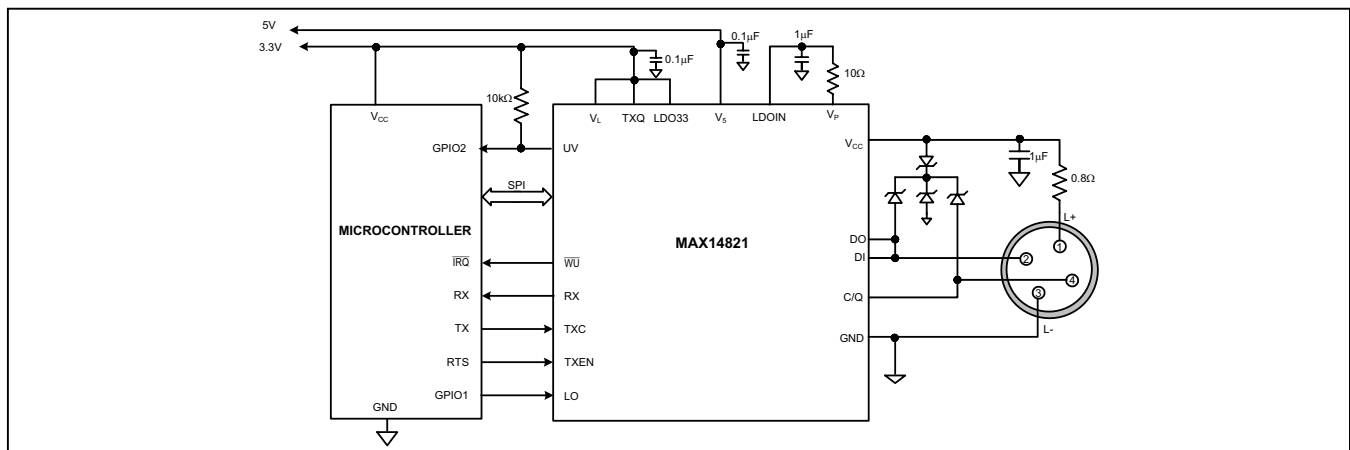 5V
3.3V
0.1μF
0.1μF
1μF
10Ω
10kΩ
VCC
VL
TXQ
LDO33
V5
LDOIN
VP
GPIO2
UV
VCC
1μF
0.8Ω
SPI
MICROCONTROLLER
MAX14821
L+
DO
DI
1
2
4
3
L-
IRQ
WU
RX
RX
C/Q
TX
TXC
GND
RTS
TXEN
GPIO1
LO
GND